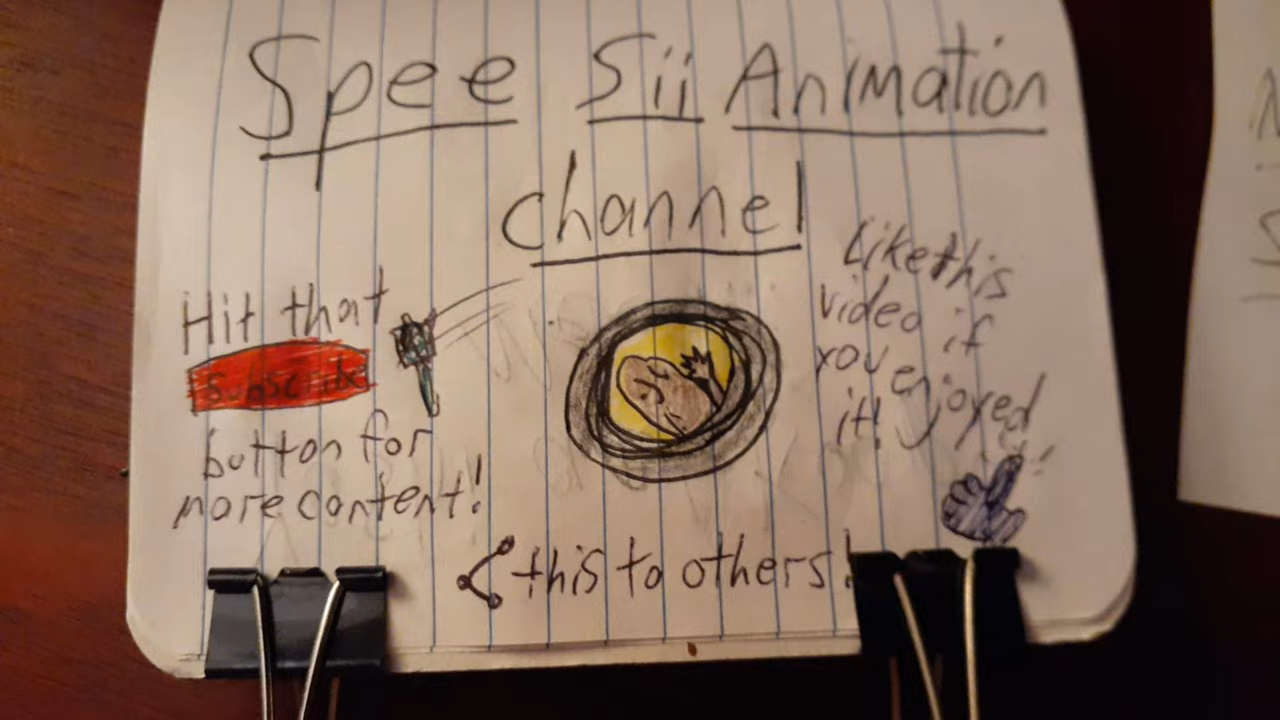 Spee Sii Animation
channel
Hit that
Subscribe
button for
more content!
Like this
video if
you enjoyed
it!
this to others!